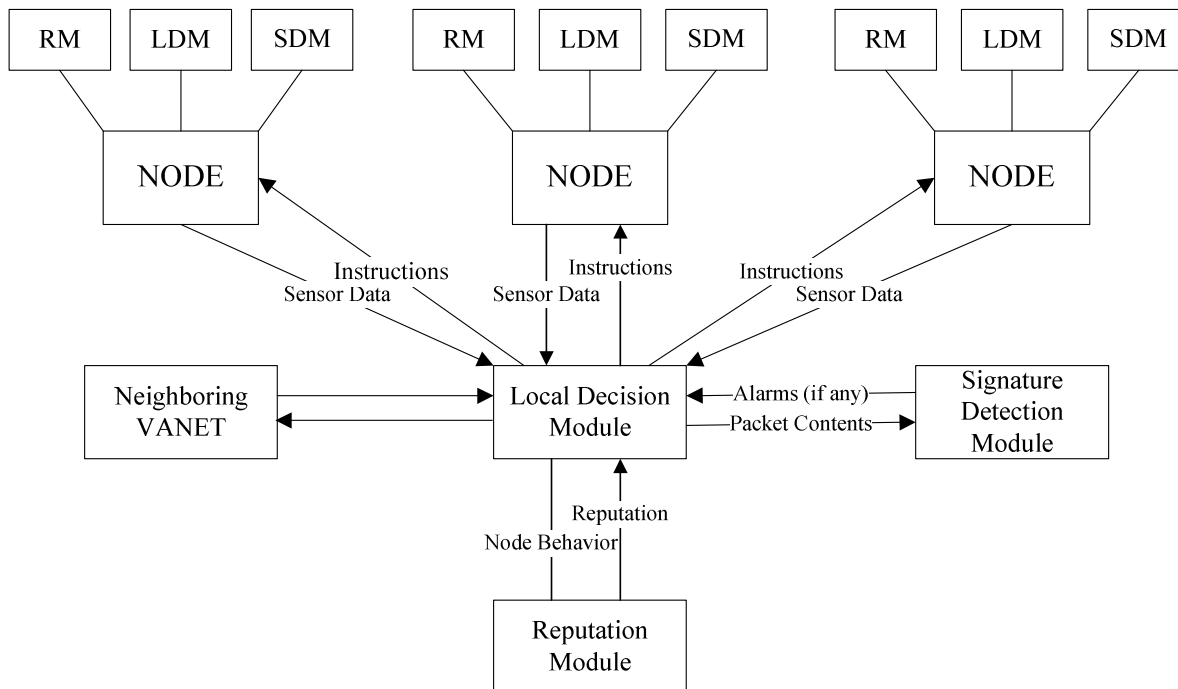 RM
LDM
SDM
RM
LDM
SDM
RM
LDM
SDM
NODE
NODE
NODE
Instructions
Sensor Data
Instructions
Sensor Data
Instructions
Sensor Data
Neighboring
VANET
Local Decision
Module
Alarms (if any)
Packet Contents
Signature
Detection
Module
Reputation
Node Behavior
Reputation
Module